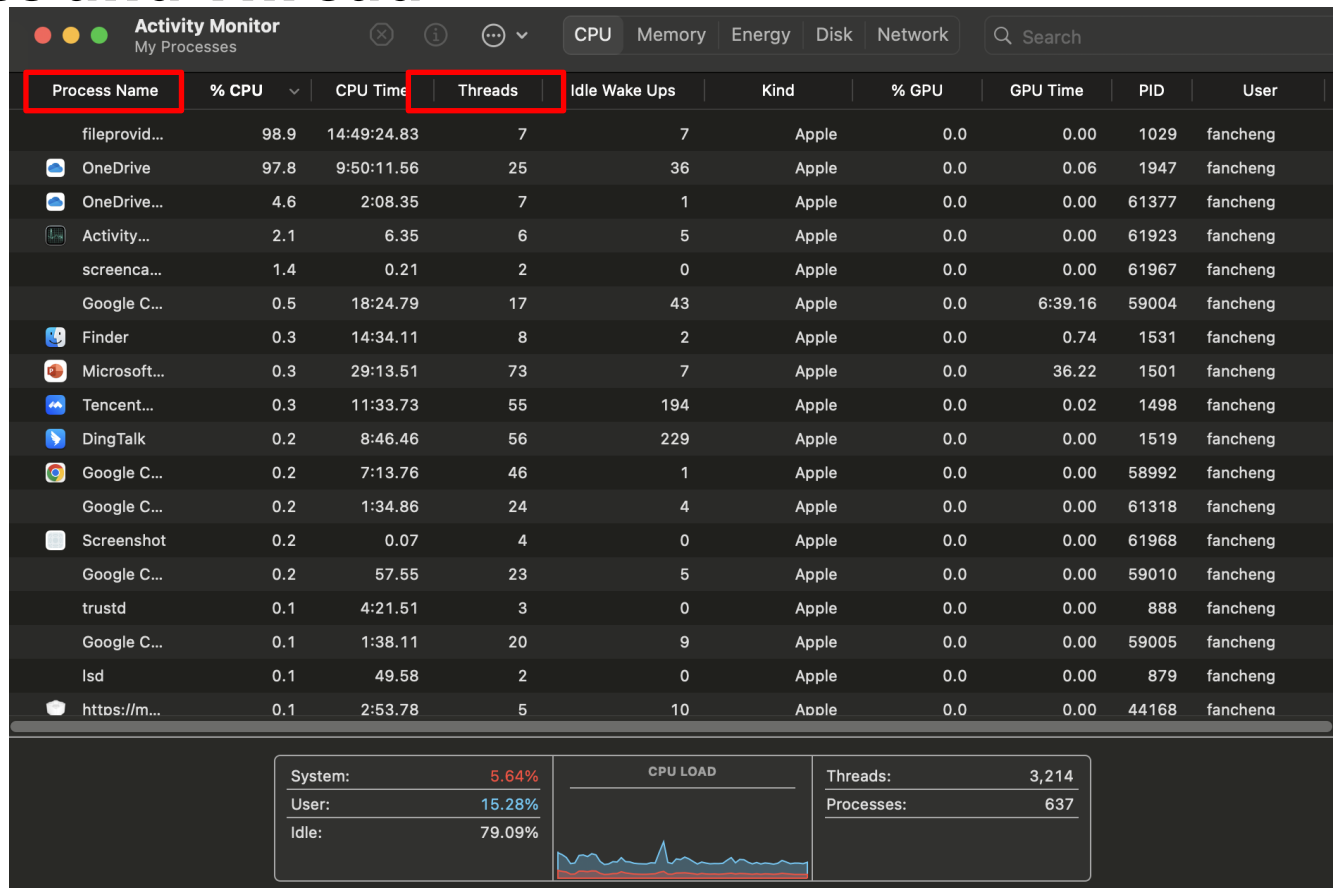 Activity Monitor
My Processes
CPU Memory Energy Disk Network Search
Process Name % CPU CPU Time Threads Idle Wake Ups Kind % GPU GPU Time PID User
fileprovid... 98.9 14:49:24.83 7 7 Apple 0.0 0.00 1029 fancheng
OneDrive 97.8 9:50:11.56 25 36 Apple 0.0 0.06 1947 fancheng
OneDrive... 4.6 2:08.35 7 1 Apple 0.0 0.00 61377 fancheng
Activity... 2.1 6.35 6 5 Apple 0.0 0.00 61923 fancheng
screenca... 1.4 0.21 2 0 Apple 0.0 0.00 61967 fancheng
Google C... 0.5 18:24.79 17 43 Apple 0.0 6:39.16 59004 fancheng
Finder 0.3 14:34.11 8 2 Apple 0.0 0.74 1531 fancheng
Microsoft... 0.3 29:13.51 73 7 Apple 0.0 36.22 1501 fancheng
Tencent... 0.3 11:33.73 55 194 Apple 0.0 0.02 1498 fancheng
DingTalk 0.2 8:46.46 56 229 Apple 0.0 0.00 1519 fancheng
Google C... 0.2 7:13.76 46 1 Apple 0.0 0.00 58992 fancheng
Google C... 0.2 1:34.86 24 4 Apple 0.0 0.00 61318 fancheng
Screenshot 0.2 0.07 4 0 Apple 0.0 0.00 61968 fancheng
Google C... 0.2 57.55 23 5 Apple 0.0 0.00 59010 fancheng
trustd 0.1 4:21.51 3 0 Apple 0.0 0.00 888 fancheng
Google C... 0.1 1:38.11 20 9 Apple 0.0 0.00 59005 fancheng
lsd 0.1 49.58 2 0 Apple 0.0 0.00 879 fancheng
https://m... 0.1 2:53.78 5 10 Apple 0.0 0.00 44168 fancheng
System: 5.64% CPU LOAD Threads: 3,214
User: 15.28% Processes: 637
Idle: 79.09%